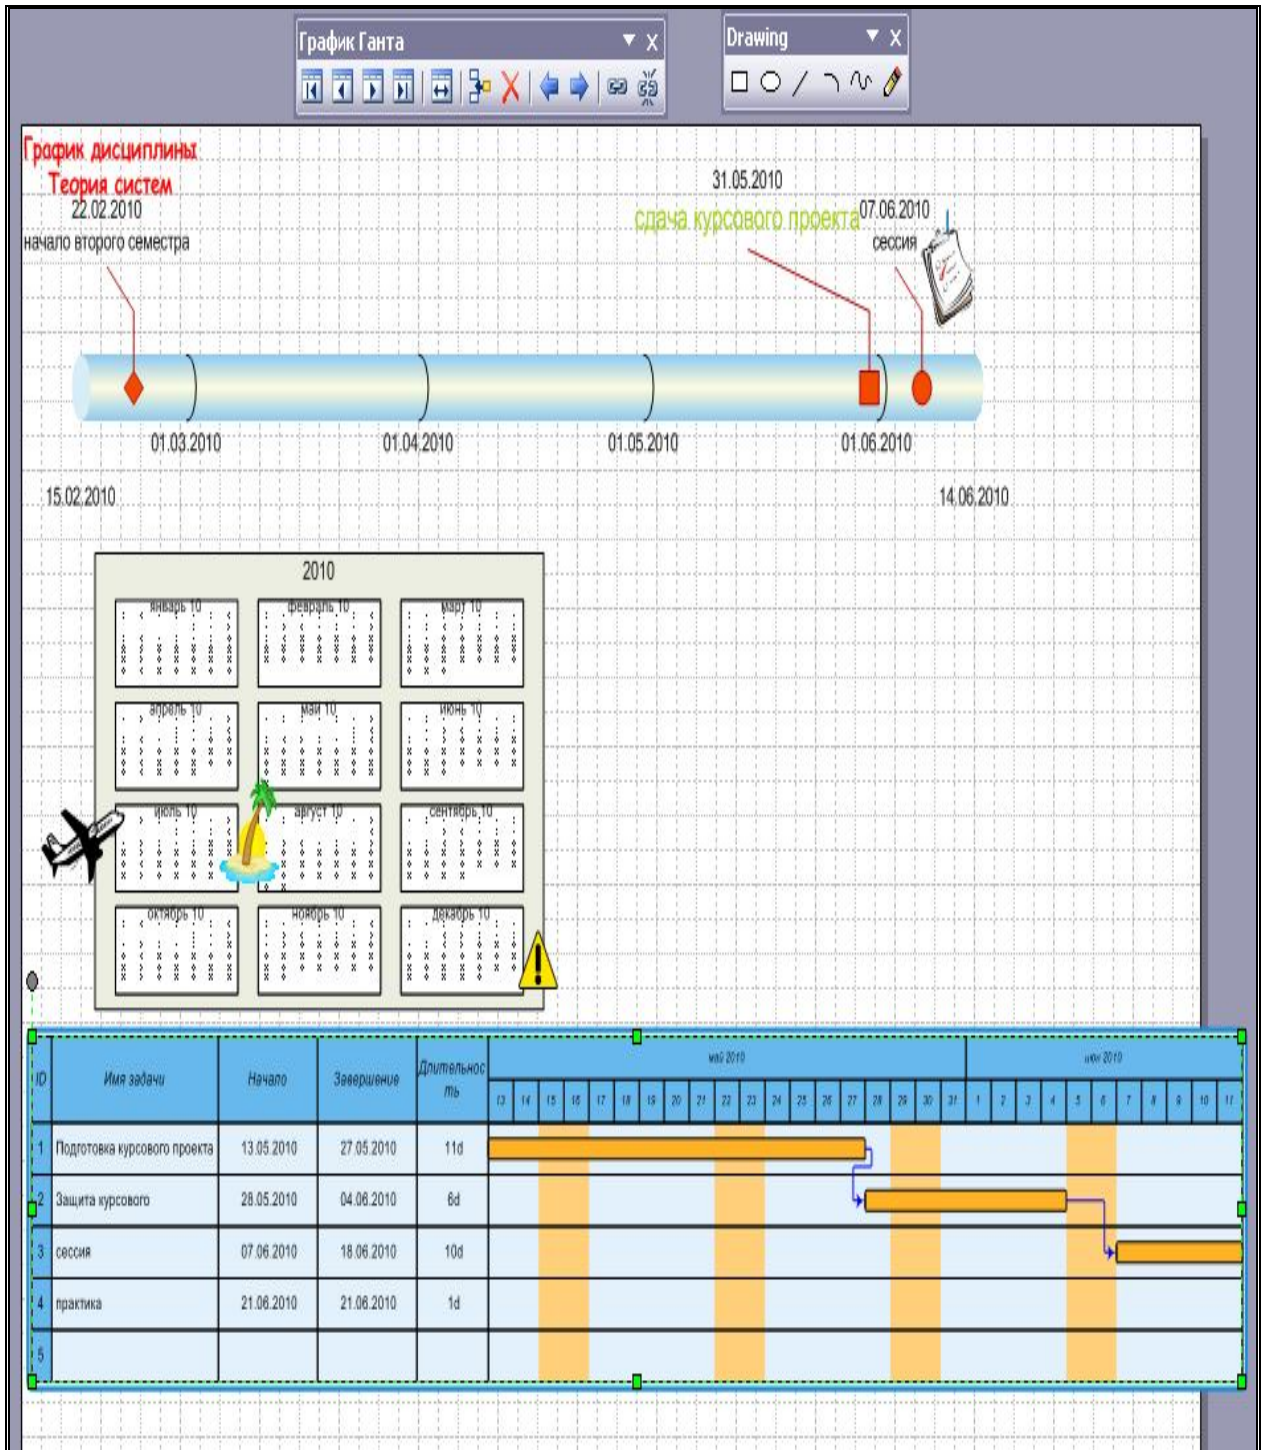 График Ганта
Drawing
График дисциплины
Теория систем
22.02.2010
начало второго семестра
31.05.2010
сдача курсового проекта
07.06.2010
сессия
01.03.2010
01.04.2010
01.05.2010
01.06.2010
15.02.2010
14.06.2010
2010
январь 10
февраль 10
март 10
апрель 10
май 10
июнь 10
июль 10
август 10
сентябрь 10
октябрь 10
ноябрь 10
декабрь 10
ID Имя задачи Начало Завершение Длительнос
ть
май 2010 июн 2010
13 14 15 16 17 18 19 20 21 22 23 24 25 26 27 28 29 30 31 1 2 3 4 5 6 7 8 9 10 11
1 Подготовка курсового проекта 13.05.2010 27.05.2010 11d
2 Защита курсового 28.05.2010 04.06.2010 6d
3 сессия 07.06.2010 18.06.2010 10d
4 практика 21.06.2010 21.06.2010 1d
5